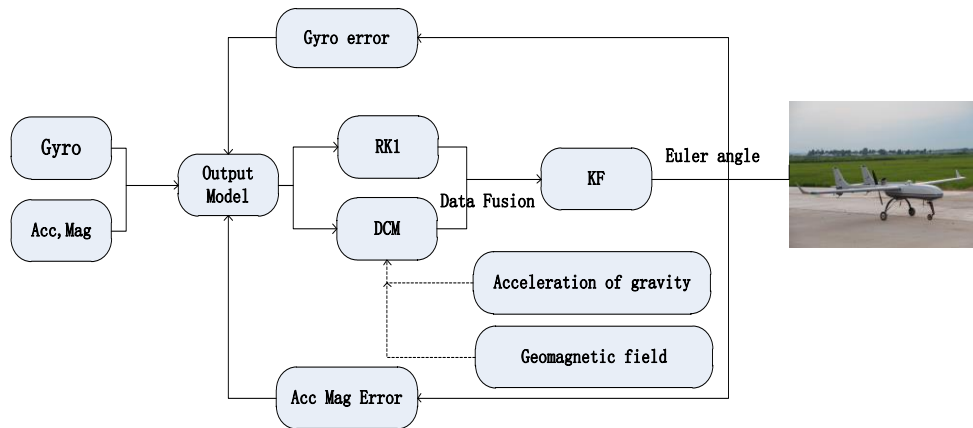 Gyro error
Gyro
Acc,Mag
Output
Model
RK1
DCM
Data Fusion
KF
Euler angle
Acceleration of gravity
Geomagnetic field
Acc Mag Error